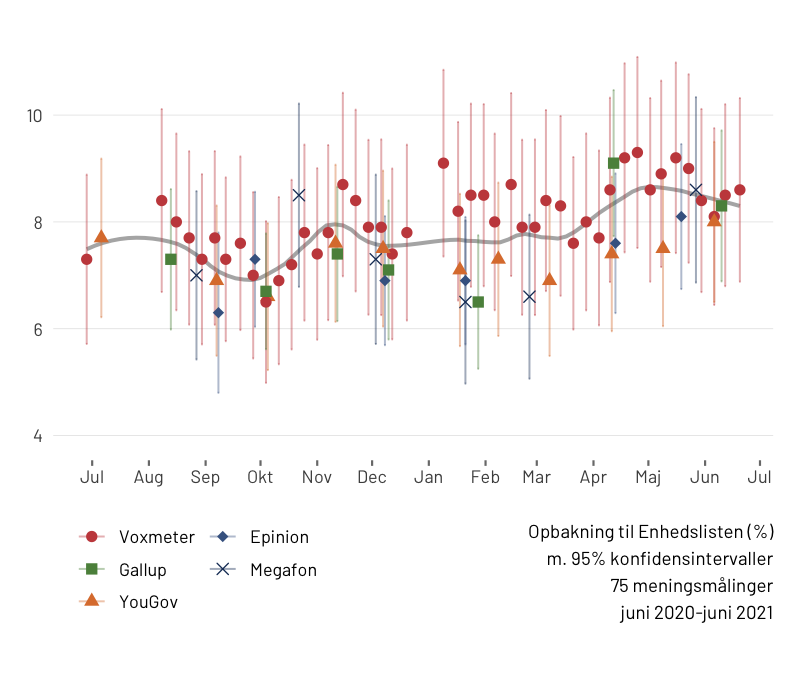 10
8
6
4
Jul Aug Sep Okt Nov Dec Jan Feb Mar Apr Maj Jun Jul
Voxmeter Epinion
Gallup Megafon
YouGov
Opbakning til Enhedslisten (%)
m. 95% konfidensintervaller
75 meningsmålinger
juni 2020-juni 2021